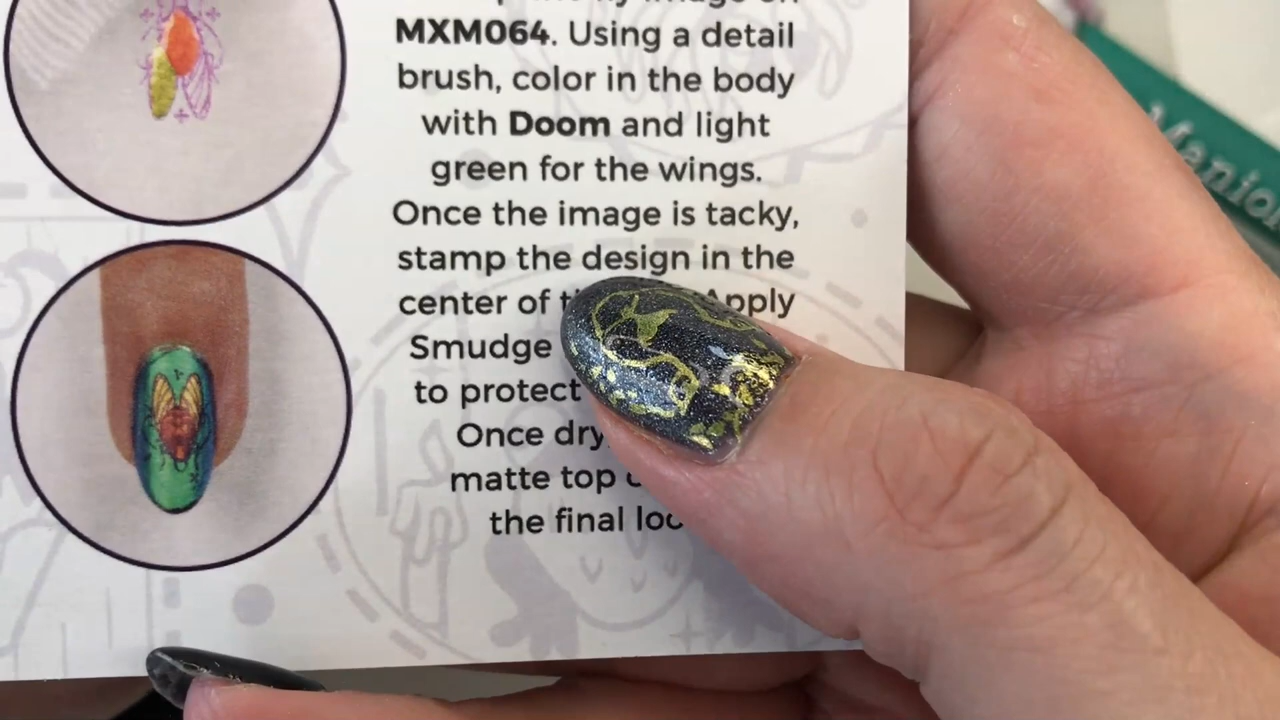 MXM064. Using a detail
brush, color in the body
with Doom and light
green for the wings.
Once the image is tacky,
stamp the design in the
center of Apply
Smudge
to protect
Once dry
matte top
the final